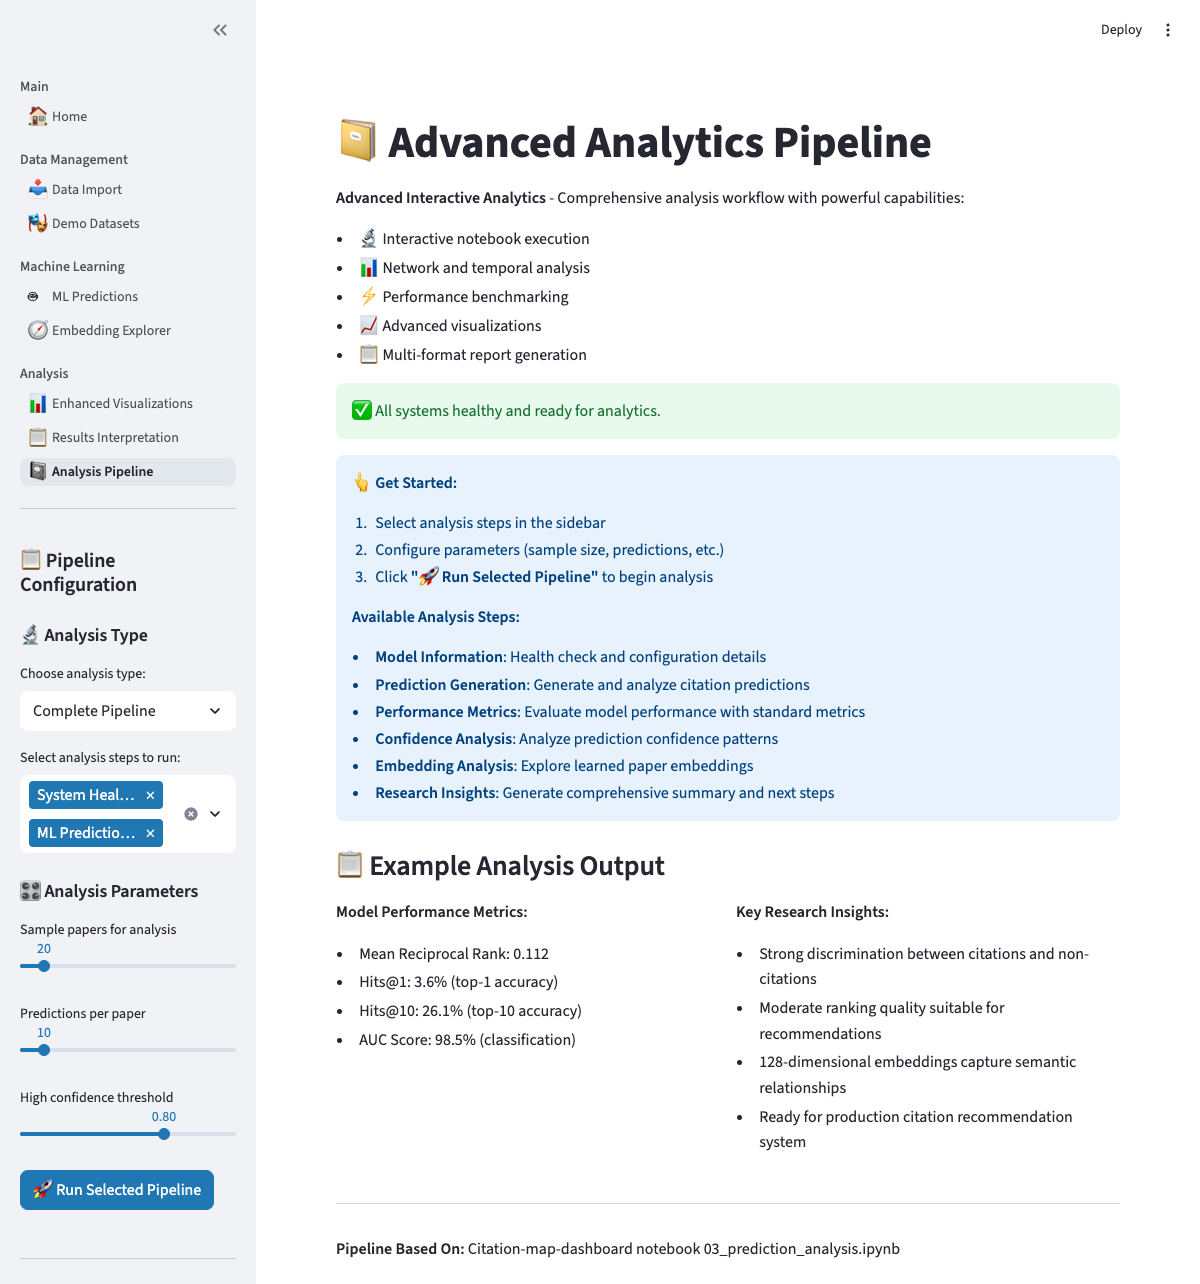 Deploy
Main
Home
Data Management
Data Import
Demo Datasets
Machine Learning
ML Predictions
Embedding Explorer
Analysis
Enhanced Visualizations
Results Interpretation
Analysis Pipeline
Pipeline
Configuration
Analysis Type
Choose analysis type:
Complete Pipeline
Select analysis steps to run:
System Heal…
ML Predictio…
Analysis Parameters
Sample papers for analysis
20
Predictions per paper
10
High confidence threshold
0.80
Run Selected Pipeline
Advanced Analytics Pipeline
Advanced Interactive Analytics - Comprehensive analysis workflow with powerful capabilities:
Interactive notebook execution
Network and temporal analysis
Performance benchmarking
Advanced visualizations
Multi-format report generation
All systems healthy and ready for analytics.
Get Started:
1. Select analysis steps in the sidebar
2. Configure parameters (sample size, predictions, etc.)
3. Click "🚀 Run Selected Pipeline" to begin analysis
Available Analysis Steps:
Model Information: Health check and configuration details
Prediction Generation: Generate and analyze citation predictions
Performance Metrics: Evaluate model performance with standard metrics
Confidence Analysis: Analyze prediction confidence patterns
Embedding Analysis: Explore learned paper embeddings
Research Insights: Generate comprehensive summary and next steps
Example Analysis Output
Model Performance Metrics:
Mean Reciprocal Rank: 0.112
Hits@1: 3.6% (top-1 accuracy)
Hits@10: 26.1% (top-10 accuracy)
AUC Score: 98.5% (classification)
Key Research Insights:
Strong discrimination between citations and non-
citations
Moderate ranking quality suitable for
recommendations
128-dimensional embeddings capture semantic
relationships
Ready for production citation recommendation
system
Pipeline Based On: Citation-map-dashboard notebook 03_prediction_analysis.ipynb